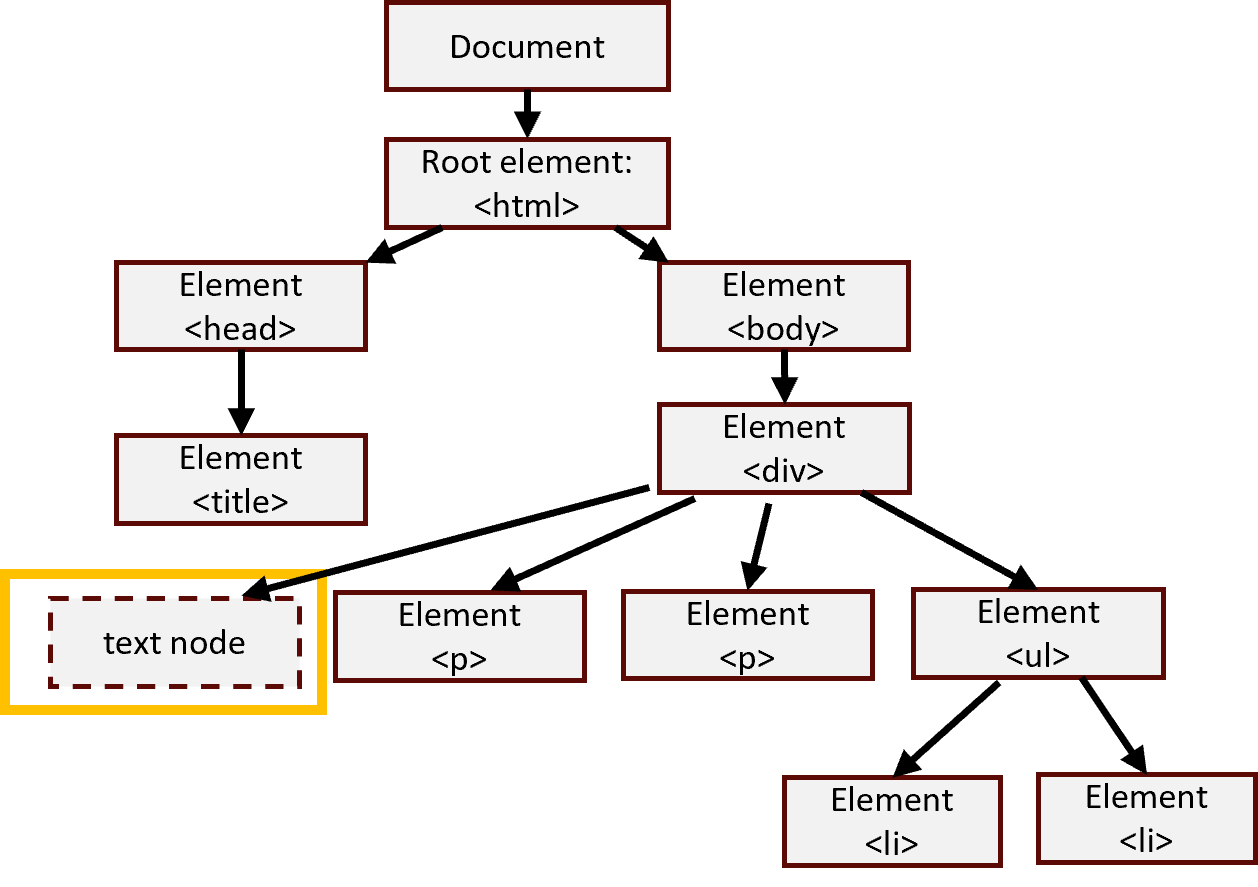 Document
Root element:
<html>
Element
<head>
Element
<body>
Element
<title>
Element
<div>
text node
Element
<p>
Element
<p>
Element
<ul>
Element
<li>
Element
<li>